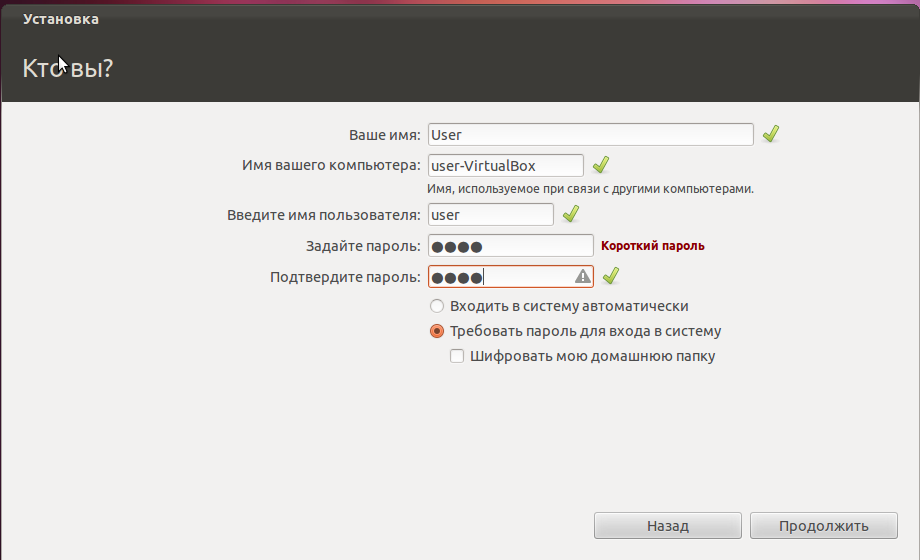 Установка
Кто вы?
Ваше имя: User
Имя вашего компьютера: user-VirtualBox
Имя, используемое при связи с другими компьютерами.
Введите имя пользователя: user
Задайте пароль: ●●●● Короткий пароль
Подтвердите пароль: ●●●●
Входить в систему автоматически
Требовать пароль для входа в систему
Шифровать мою домашнюю папку
Назад Продолжить